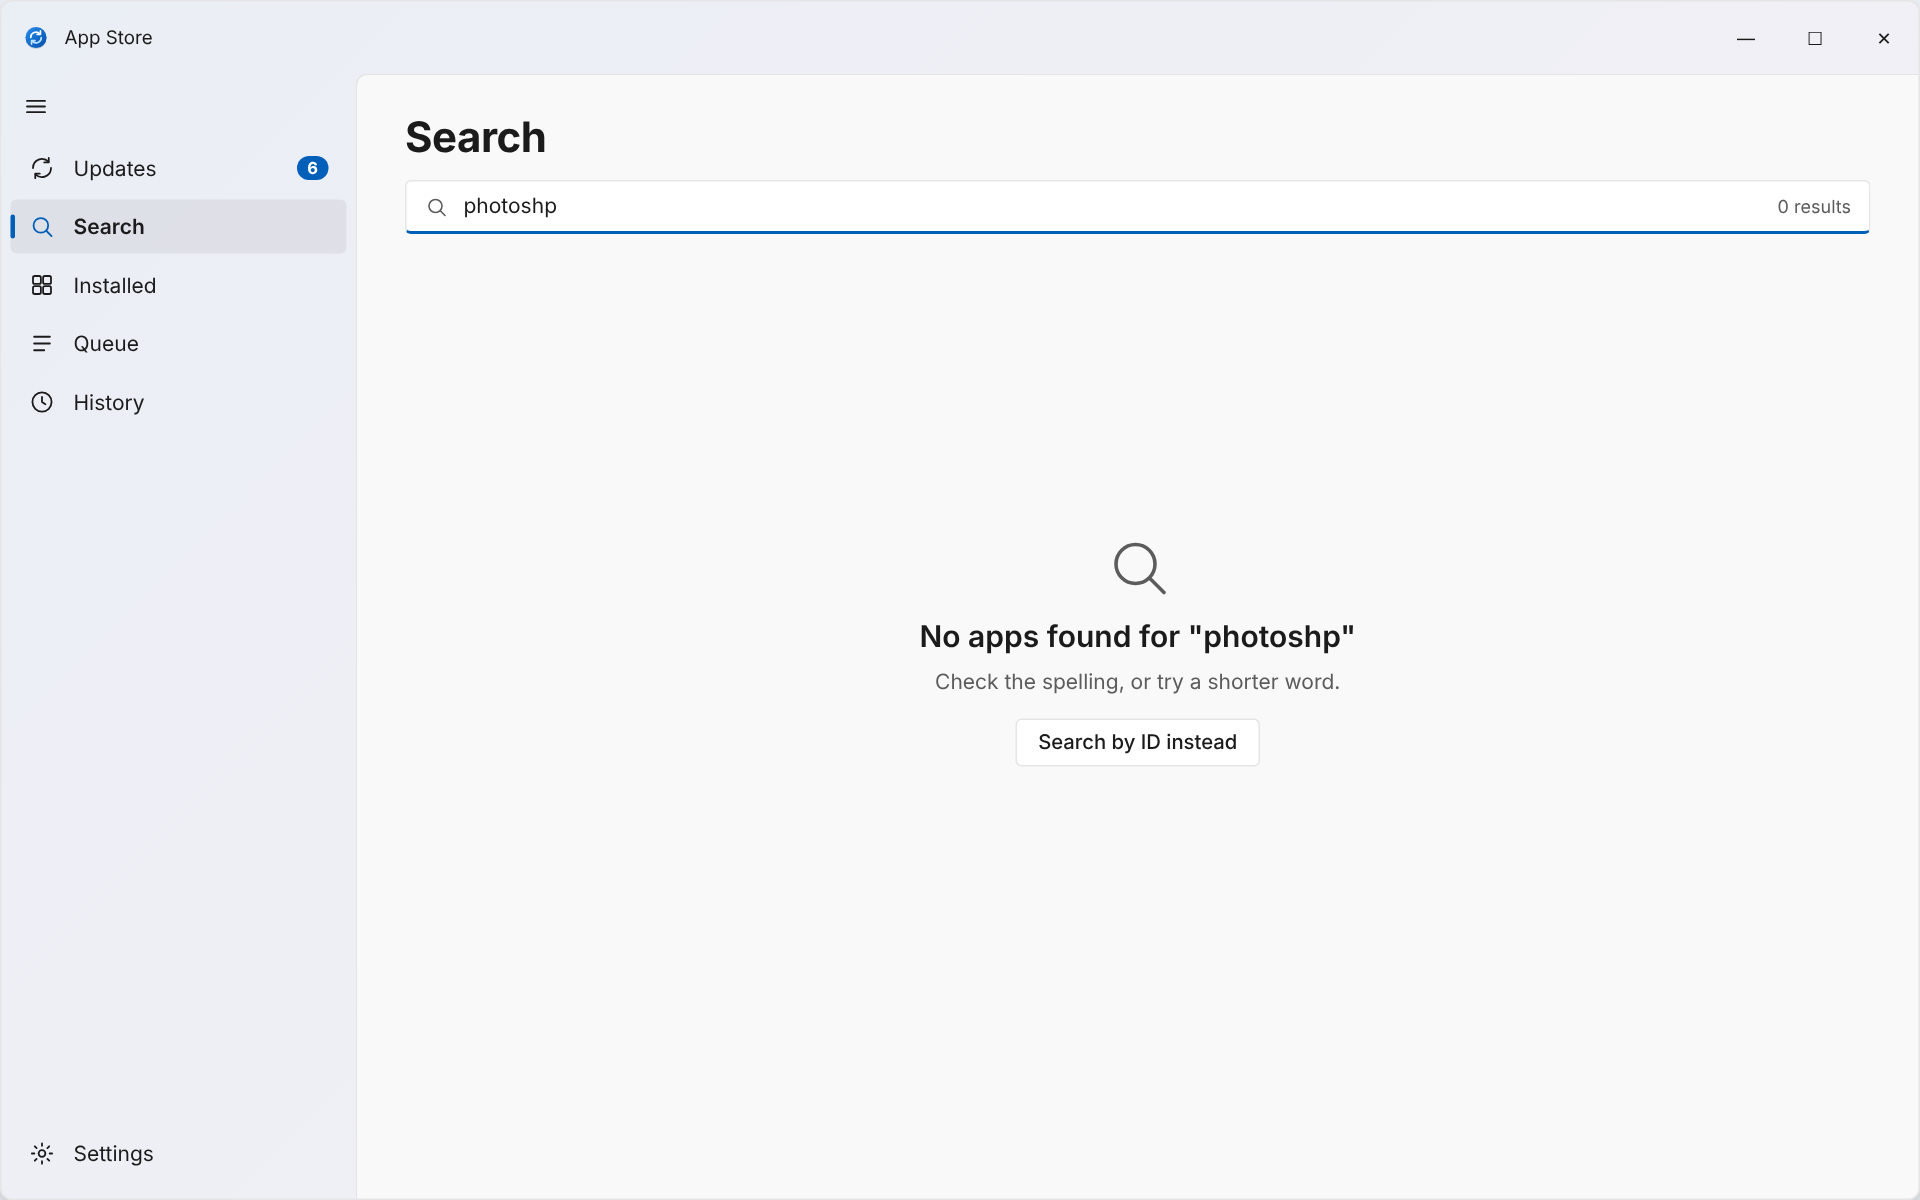 App Store
Updates 6
Search
Installed
Queue
History
Settings
Search
photoshp 0 results
No apps found for "photoshp"
Check the spelling, or try a shorter word.
Search by ID instead